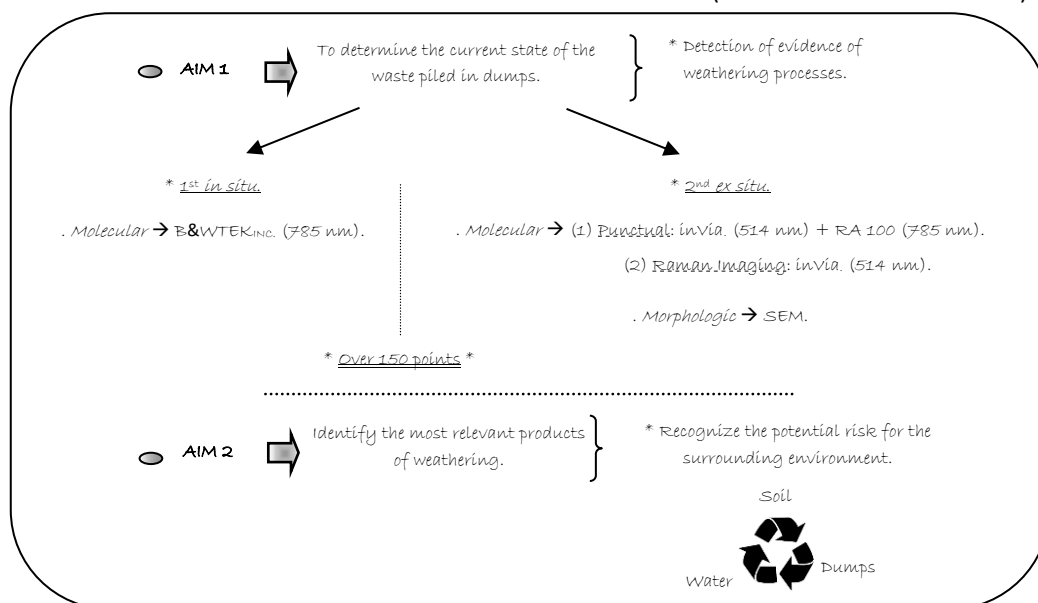 AIM 1
To determine the current state of the
waste piled in dumps.
* Detection of evidence of
weathering processes.
* 1st in situ.
* 2nd ex situ.
. Molecular → B&WTEK INC. (785 nm).
. Molecular → (1) Punctual: inVia. (514 nm) + RA 100 (785 nm).
(2) Raman Imaging: inVia. (514 nm).
. Morphologic → SEM.
* Over 150 points *
AIM 2
Identify the most relevant products
of weathering.
* Recognize the potential risk for the
surrounding environment.
Soil
Dumps
Water